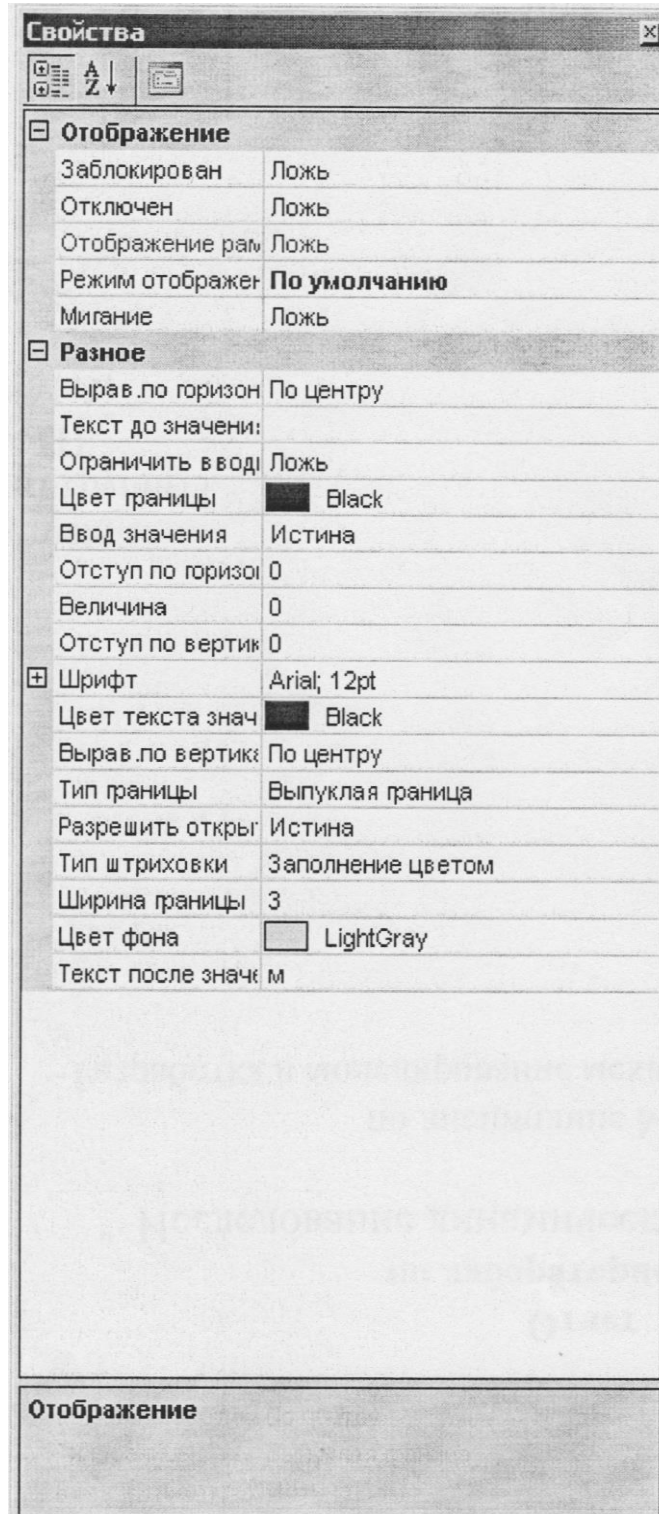 Свойства
Отображение
Заблокирован Ложь
Отключен Ложь
Отображение рам Ложь
Режим отображен По умолчанию
Мигание Ложь
Разное
Вырав.по горизон По центру
Текст до значени
Ограничить ввод Ложь
Цвет границы Black
Ввод значения Истина
Отступ по горизо 0
Величина 0
Отступ по вертик 0
Шрифт Arial; 12pt
Цвет текста знач Black
Вырав.по вертика По центру
Тип границы Выпуклая граница
Разрешить откры Истина
Тип штриховки Заполнение цветом
Ширина границы 3
Цвет фона LightGray
Текст после значе м
Отображение